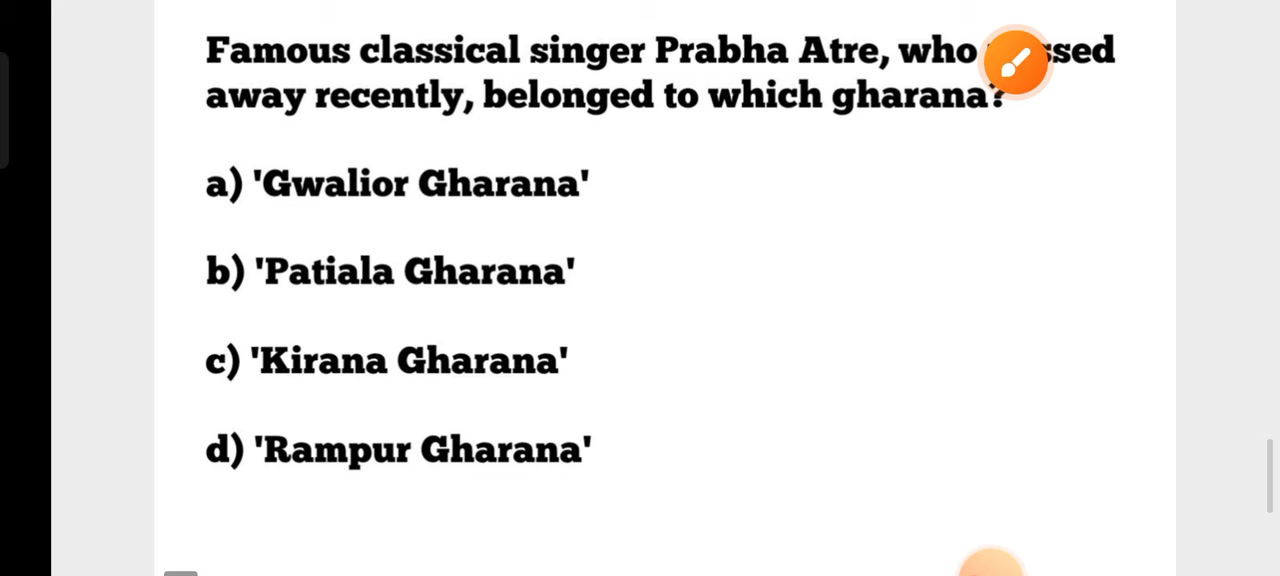 Famous classical singer Prabha Atre, who
away recently, belonged to which gharana?
a) 'Gwalior Gharana'
b) 'Patiala Gharana'
c) 'Kirana Gharana'
d) 'Rampur Gharana'